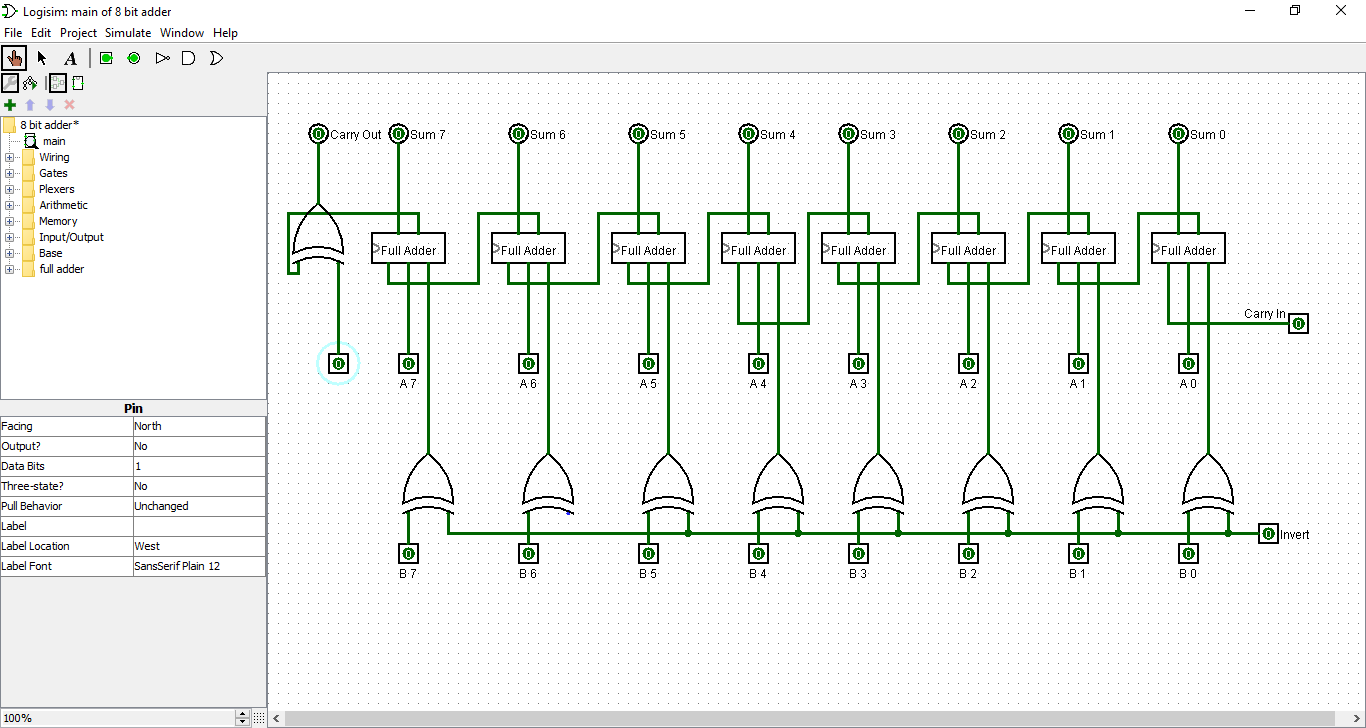 Logisim: main of 8 bit adder
File Edit Project Simulate Window Help
A
8 bit adder*
main
Wiring
Gates
Plexers
Arithmetic
Memory
Input/Output
Base
full adder
Pin
Facing North
Output? No
Data Bits 1
Three-state? No
Pull Behavior Unchanged
Label
Label Location West
Label Font SansSerif Plain 12
100%
0 Carry Out 0 Sum 7 0 Sum 6 0 Sum 5 0 Sum 4 0 Sum 3 0 Sum 2 0 Sum 1 0 Sum 0
Full Adder Full Adder Full Adder Full Adder Full Adder Full Adder Full Adder Full Adder
Carry In 0
0 0 0 0 0 0 0 0 0
A 7 A 6 A 5 A 4 A 3 A 2 A 1 A 0
0 Invert
0 0 0 0 0 0 0 0
B 7 B 6 B 5 B 4 B 3 B 2 B 1 B 0